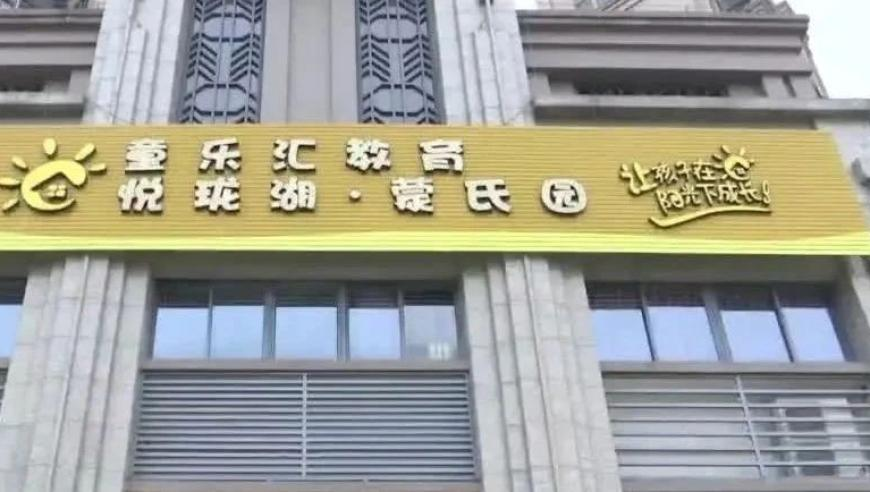 童乐汇教育
悦珑湖·蒙氏园
让孩子在
阳光下成长!